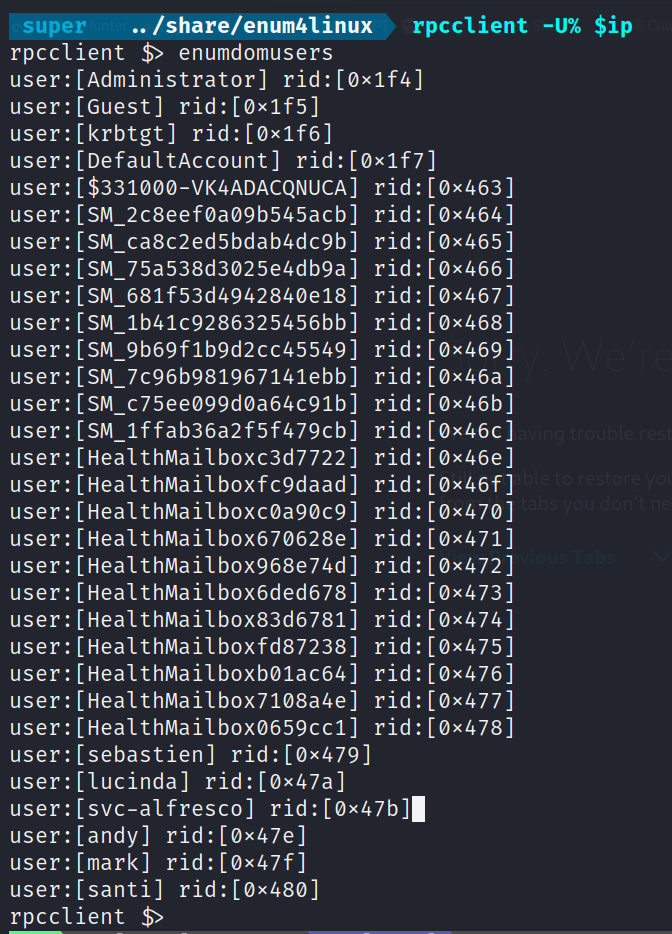 super ../share/enum4linux rpcclient -U% $ip
rpcclient $> enumdomusers
user:[Administrator] rid:[0×1f4]
user:[Guest] rid:[0×1f5]
user:[krbtgt] rid:[0×1f6]
user:[DefaultAccount] rid:[0×1f7]
user:[$331000-VK4ADACQNUCA] rid:[0×463]
user:[SM_2c8eef0a09b545acb] rid:[0×464]
user:[SM_ca8c2ed5bdab4dc9b] rid:[0×465]
user:[SM_75a538d3025e4db9a] rid:[0×466]
user:[SM_681f53d4942840e18] rid:[0×467]
user:[SM_1b41c9286325456bb] rid:[0×468]
user:[SM_9b69f1b9d2cc45549] rid:[0×469]
user:[SM_7c96b981967141ebb] rid:[0×46a]
user:[SM_c75ee099d0a64c91b] rid:[0×46b]
user:[SM_1ffab36a2f5f479cb] rid:[0×46c]
user:[HealthMailboxc3d7722] rid:[0×46e]
user:[HealthMailboxfc9daad] rid:[0×46f]
user:[HealthMailboxc0a90c9] rid:[0×470]
user:[HealthMailbox670628e] rid:[0×471]
user:[HealthMailbox968e74d] rid:[0×472]
user:[HealthMailbox6ded678] rid:[0×473]
user:[HealthMailbox83d6781] rid:[0×474]
user:[HealthMailboxfd87238] rid:[0×475]
user:[HealthMailboxb01ac64] rid:[0×476]
user:[HealthMailbox7108a4e] rid:[0×477]
user:[HealthMailbox0659cc1] rid:[0×478]
user:[sebastien] rid:[0×479]
user:[lucinda] rid:[0×47a]
user:[svc-alfresco] rid:[0×47b]
user:[andy] rid:[0×47e]
user:[mark] rid:[0×47f]
user:[santi] rid:[0×480]
rpcclient $>